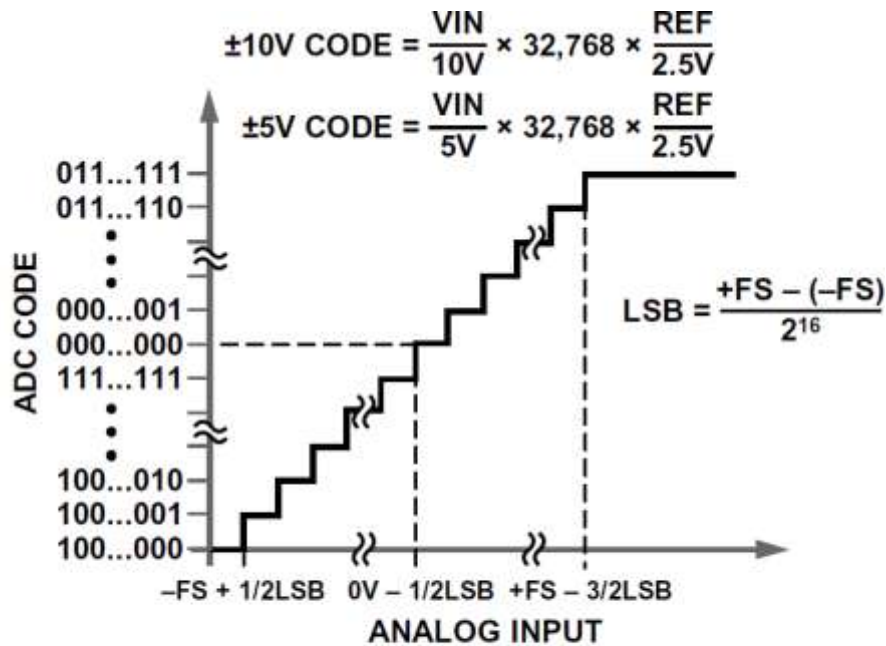 ±10V CODE = VIN/10V × 32,768 × REF/2.5V
±5V CODE = VIN/5V × 32,768 × REF/2.5V
011...111
011...110
000...001
000...000
111...111
100...010
100...001
100...000
ADC CODE
LSB = +FS – (–FS)/2¹⁶
–FS + 1/2LSB 0V – 1/2LSB +FS – 3/2LSB
ANALOG INPUT